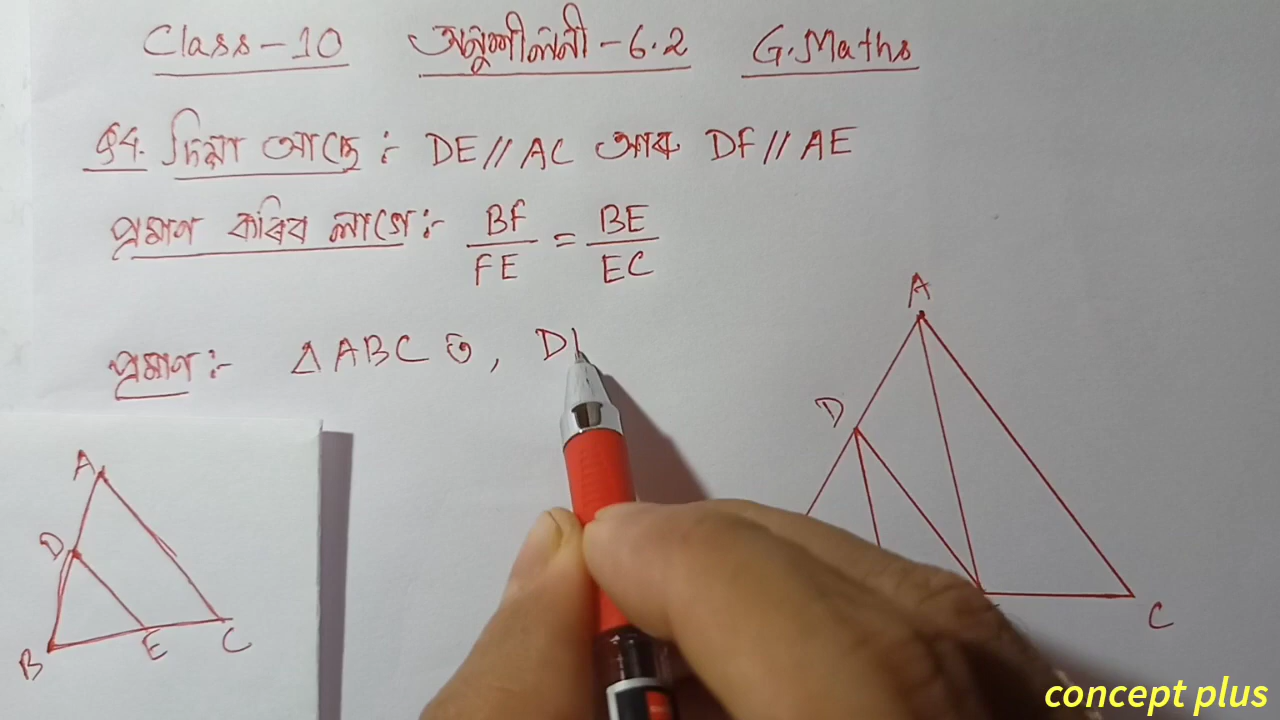 Class-10 অনুশীলনী-6.2 G.Maths
Q4. দিয়া আছে:- DE//AC আৰু DF//AE
প্ৰমাণ কৰিব লাগে:- BF/FE = BE/EC
প্ৰমাণ:- △ABC ত, D
A
D
C
A
D
B
E
C
concept plus